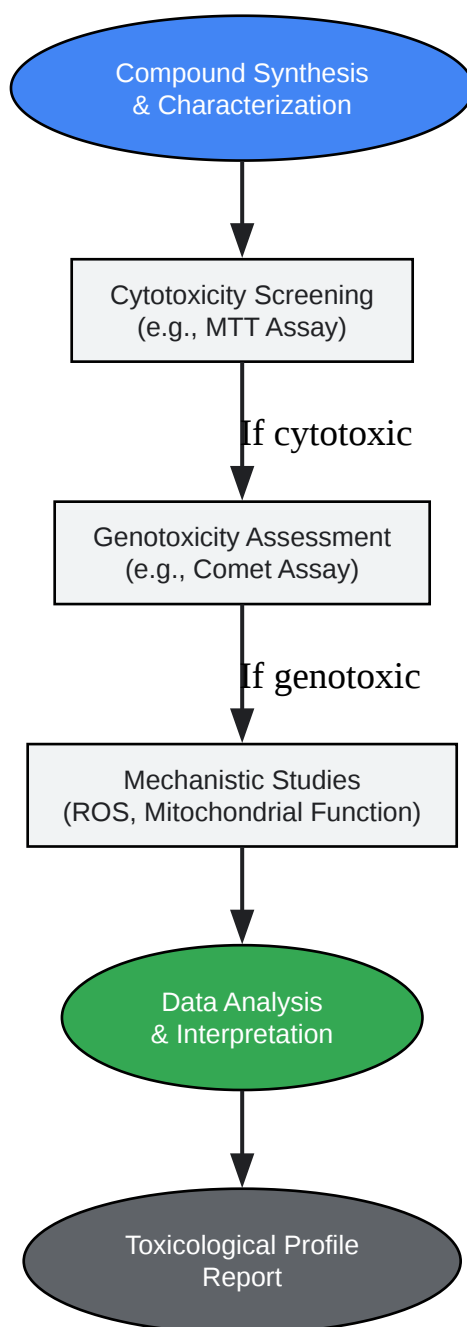 Compound Synthesis
& Characterization
Cytotoxicity Screening
(e.g., MTT Assay)
If cytotoxic
Genotoxicity Assessment
(e.g., Comet Assay)
If genotoxic
Mechanistic Studies
(ROS, Mitochondrial Function)
Data Analysis
& Interpretation
Toxicological Profile
Report